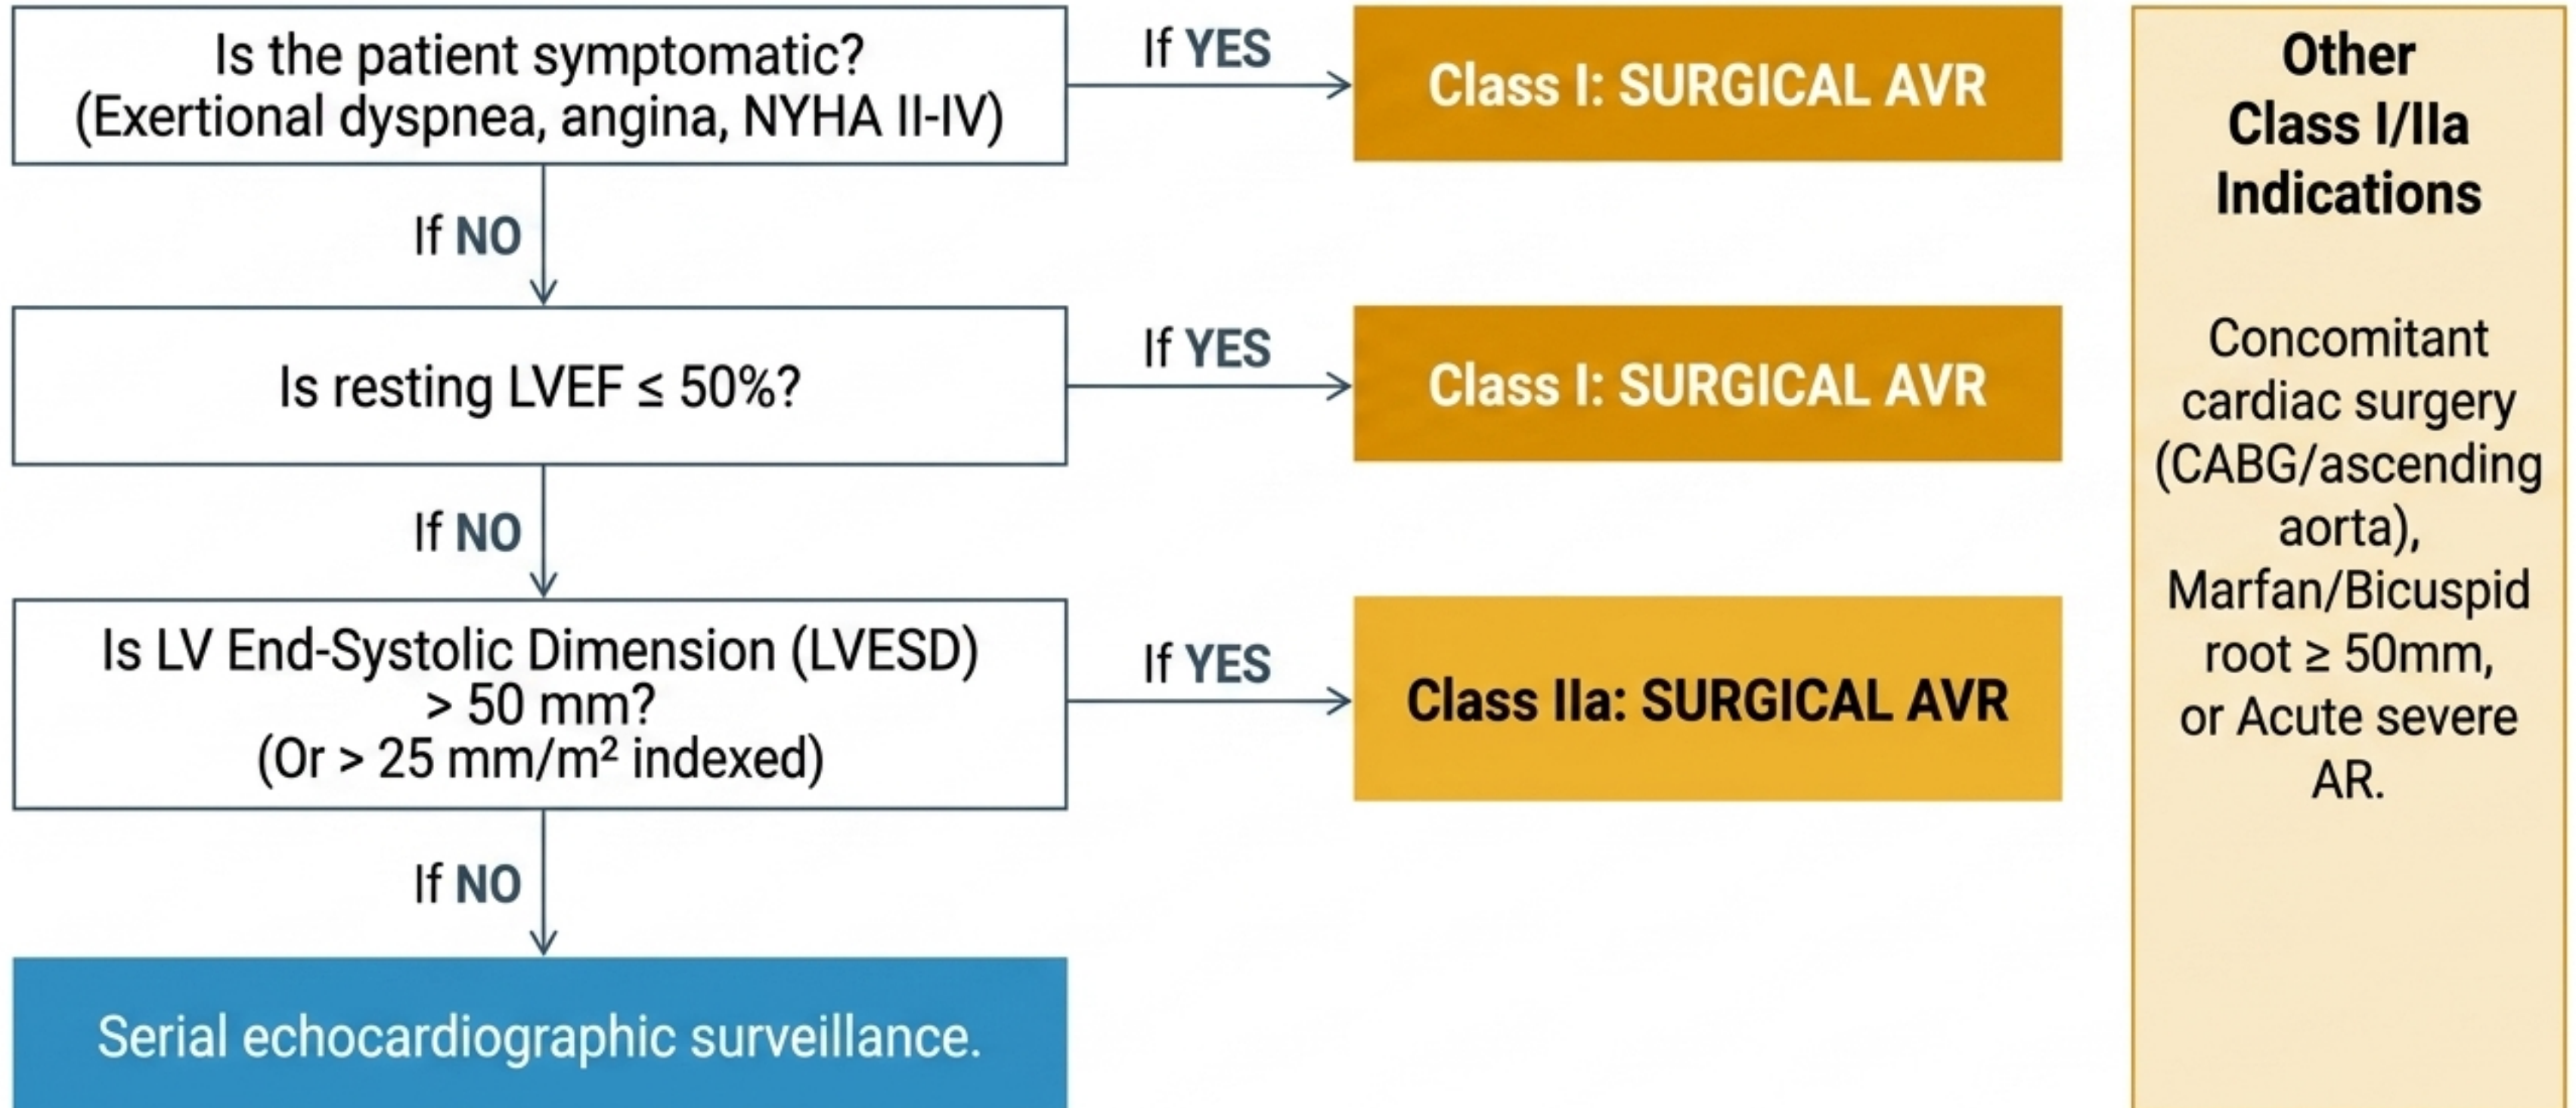 Is the patient symptomatic?
(Exertional dyspnea, angina, NYHA II-IV)
If YES
Class I: SURGICAL AVR
If NO
Is resting LVEF ≤ 50%?
If YES
Class I: SURGICAL AVR
If NO
Is LV End-Systolic Dimension (LVESD)
> 50 mm?
(Or > 25 mm/m² indexed)
If YES
Class IIa: SURGICAL AVR
If NO
Serial echocardiographic surveillance.
Other
Class I/IIa
Indications
Concomitant
cardiac surgery
(CABG/ascending
aorta),
Marfan/Bicuspid
root ≥ 50mm,
or Acute severe
AR.